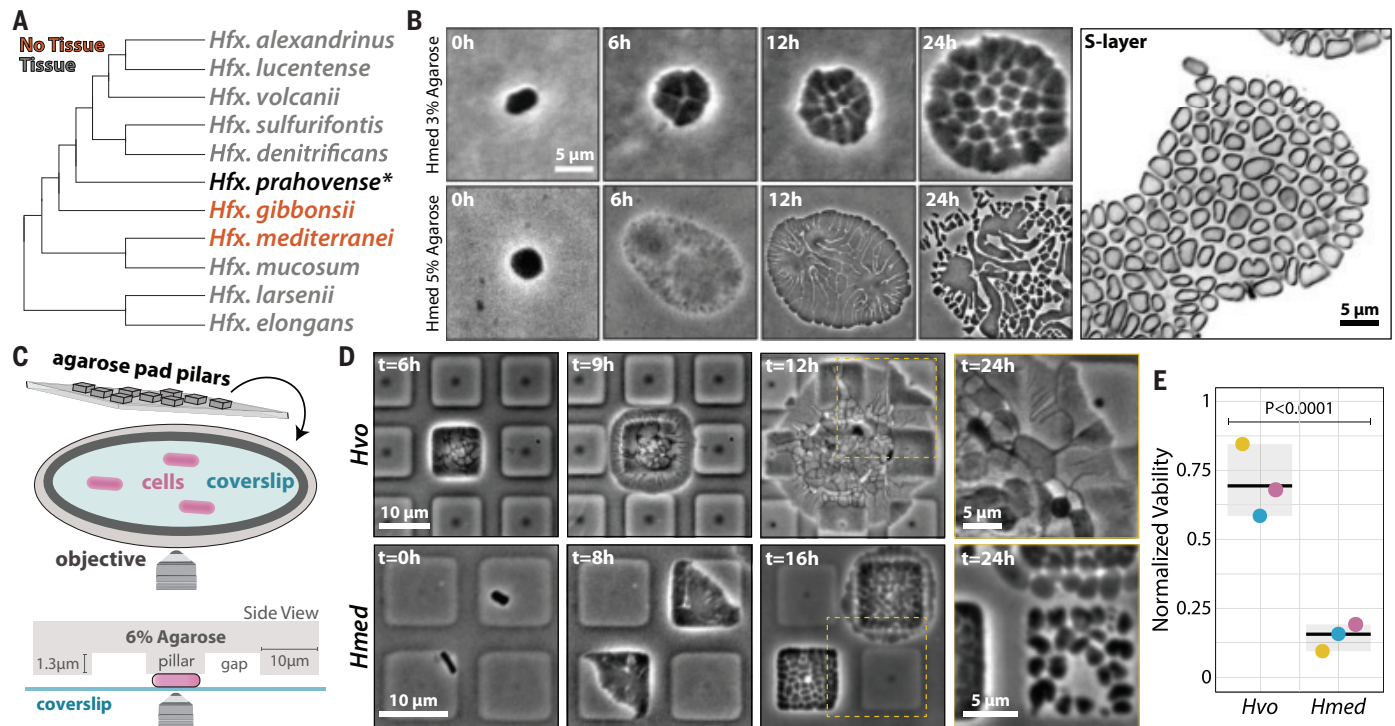 A
No Tissue
Tissue
Hfx. alexandrinus
Hfx. lucentense
Hfx. volcanii
Hfx. sulfurifontis
Hfx. denitrificans
Hfx. prahovense*
Hfx. gibbonsii
Hfx. mediterranei
Hfx. mucosum
Hfx. larsenii
Hfx. elongans
B
Hmed 3% Agarose
0h
6h
12h
24h
5 µm
Hmed 5% Agarose
0h
6h
12h
24h
S-layer
5 µm
C
agarose pad pilars
cells
coverslip
objective
Side View
6% Agarose
1.3µm
pillar
gap
10µm
coverslip
D
Hvo
t=6h
t=9h
t=12h
t=24h
10 µm
5 µm
Hmed
t=0h
t=8h
t=16h
t=24h
10 µm
5 µm
E
Normalized Vability
1
0.75
0.5
0.25
0
P<0.0001
Hvo
Hmed